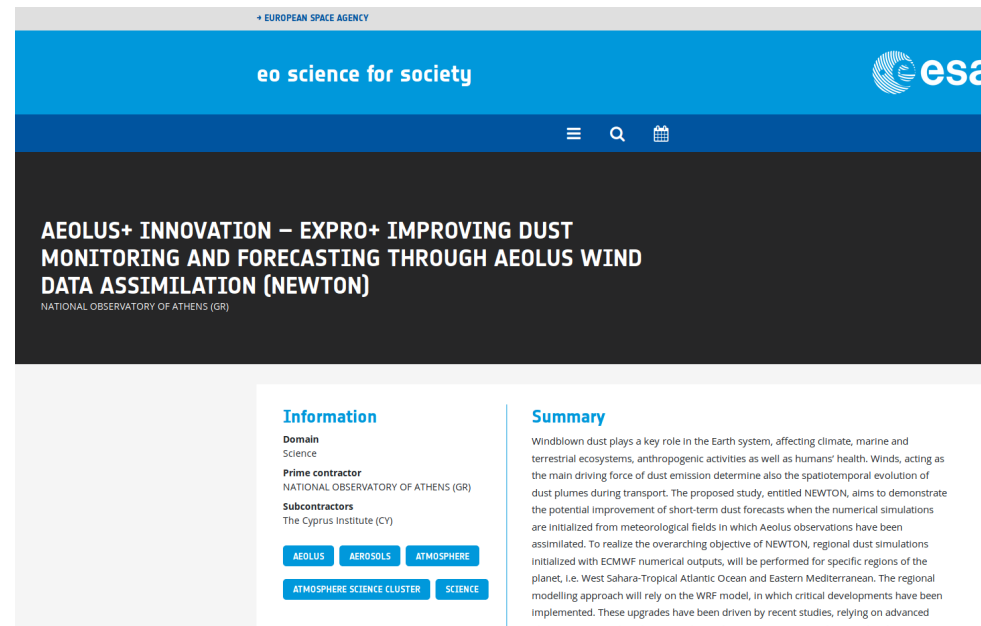 → EUROPEAN SPACE AGENCY
eo science for society
esa
AEOLUS+ INNOVATION – EXPRO+ IMPROVING DUST
MONITORING AND FORECASTING THROUGH AEOLUS WIND
DATA ASSIMILATION (NEWTON)
NATIONAL OBSERVATORY OF ATHENS (GR)
Information
Domain
Science
Prime contractor
NATIONAL OBSERVATORY OF ATHENS (GR)
Subcontractors
The Cyprus Institute (CY)
AEOLUS AEROSOLS ATMOSPHERE
ATMOSPHERE SCIENCE CLUSTER SCIENCE
Summary
Windblown dust plays a key role in the Earth system, affecting climate, marine and
terrestrial ecosystems, anthropogenic activities as well as humans' health. Winds, acting as
the main driving force of dust emission determine also the spatiotemporal evolution of
dust plumes during transport. The proposed study, entitled NEWTON, aims to demonstrate
the potential improvement of short-term dust forecasts when the numerical simulations
are initialized from meteorological fields in which Aeolus observations have been
assimilated. To realize the overarching objective of NEWTON, regional dust simulations
initialized with ECMWF numerical outputs, will be performed for specific regions of the
planet, i.e. West Sahara-Tropical Atlantic Ocean and Eastern Mediterranean. The regional
modelling approach will rely on the WRF model, in which critical developments have been
implemented. These upgrades have been driven by recent studies, relying on advanced